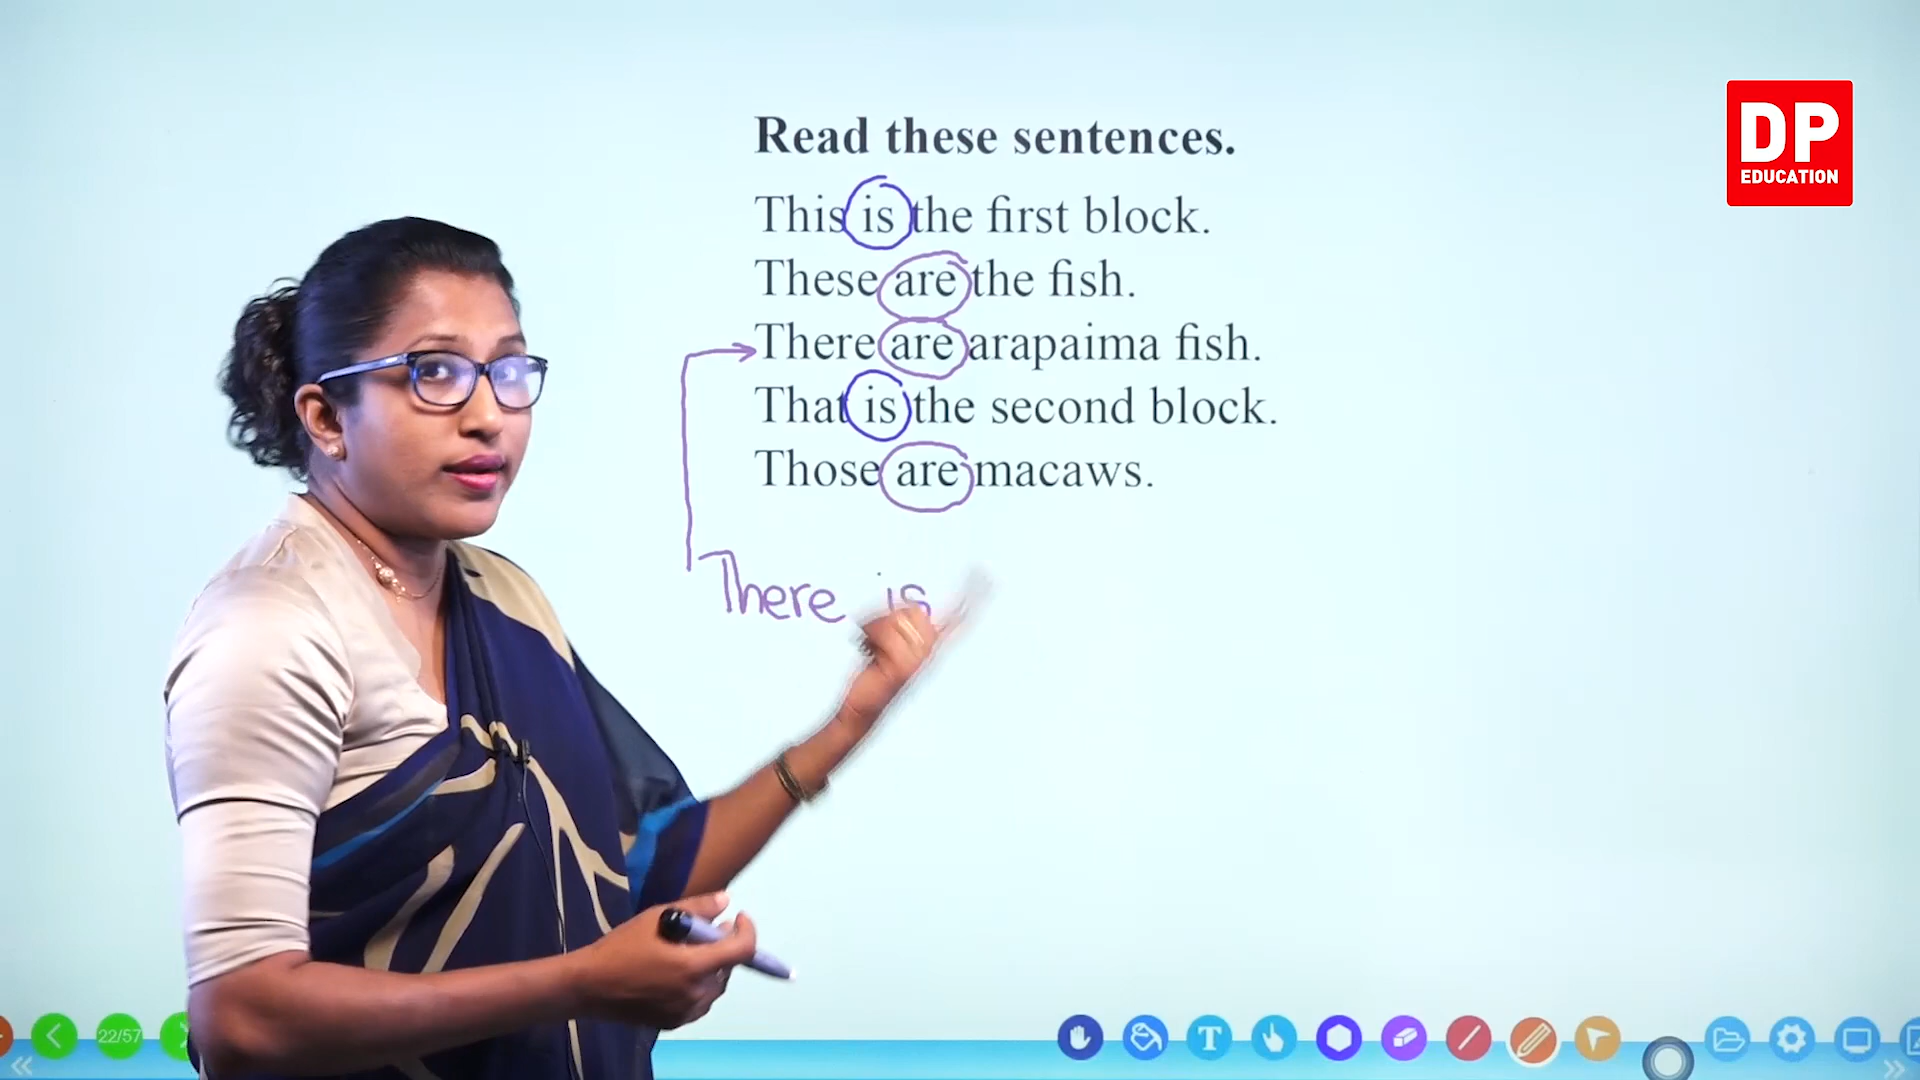 DP
EDUCATION
Read these sentences.
This is the first block.
These are the fish.
There are arapaima fish.
That is the second block.
Those are macaws.
There is
22/57
T